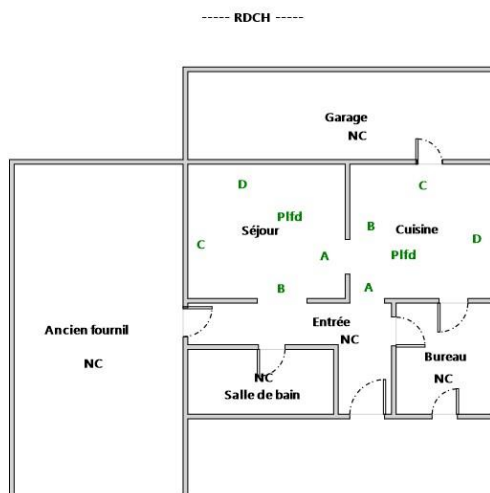 ----- RDCH -----
Garage
NC
D
C
Plfd
B
Cuisine
Séjour
D
C
A
Plfd
B
A
Entrée
Ancien fournil
NC
Bureau
NC
NC
NC
Salle de bain